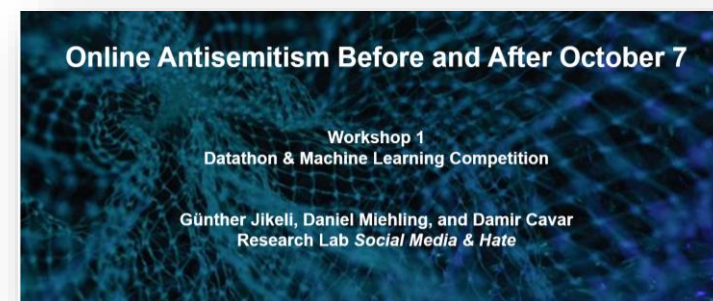 Online Antisemitism Before and After October 7
Workshop 1
Datathon & Machine Learning Competition
Günther Jikeli, Daniel Miehling, and Damir Cavar
Research Lab Social Media & Hate